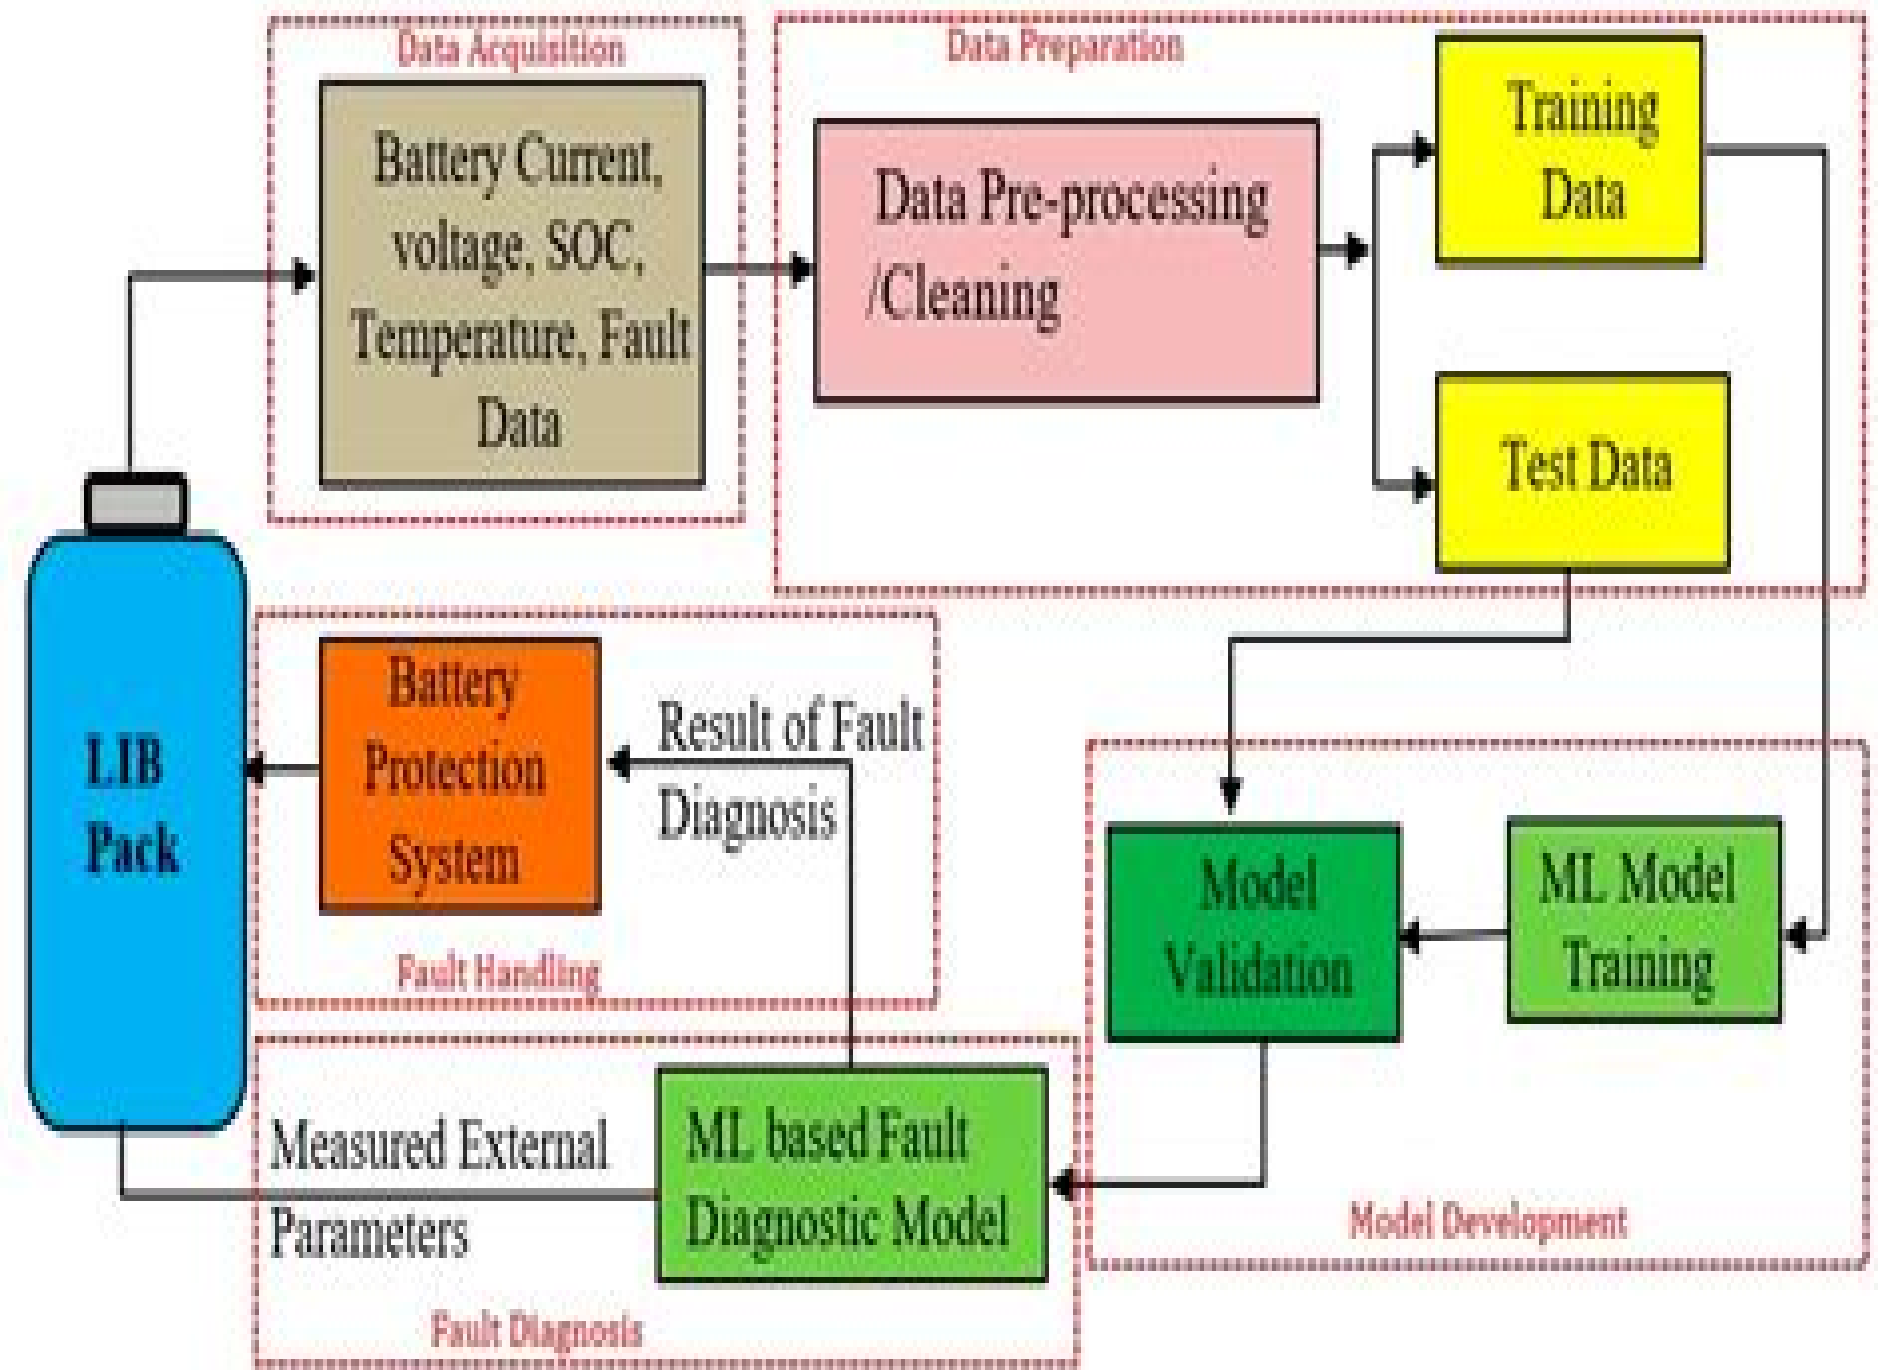 Data Acquisition
Battery Current,
voltage, SOC,
Temperature, Fault
Data
Data Preparation
Data Pre-processing
/Cleaning
Training
Data
Test Data
LIB
Pack
Battery
Protection
System
Result of Fault
Diagnosis
Fault Handling
Model
Validation
ML Model
Training
Model Development
Measured External
Parameters
ML based Fault
Diagnostic Model
Fault Diagnosis